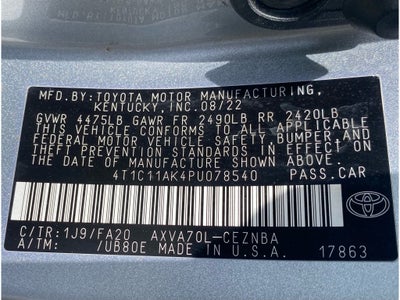 MFD.BY:TOYOTA MOTOR MANUFACTURING,
KENTUCKY,INC.08/22
GVWR 4475LB GAWR FR 2490LB RR 2420LB
THIS VEHICLE CONFORMS TO ALL APPLICABLE
FEDERAL MOTOR VEHICLE SAFETY, BUMPER,AND
THEFT PREVENTION STANDARDS IN EFFECT ON
THE DATE OF MANUFACTURE SHOWN ABOVE.
4T1C11AK4PU078540 PASS.CAR
C/TR:1J9/FA20 AXVA70L-CEZNBA
A/TM: /UB80E MADE IN U.S.A. 17863